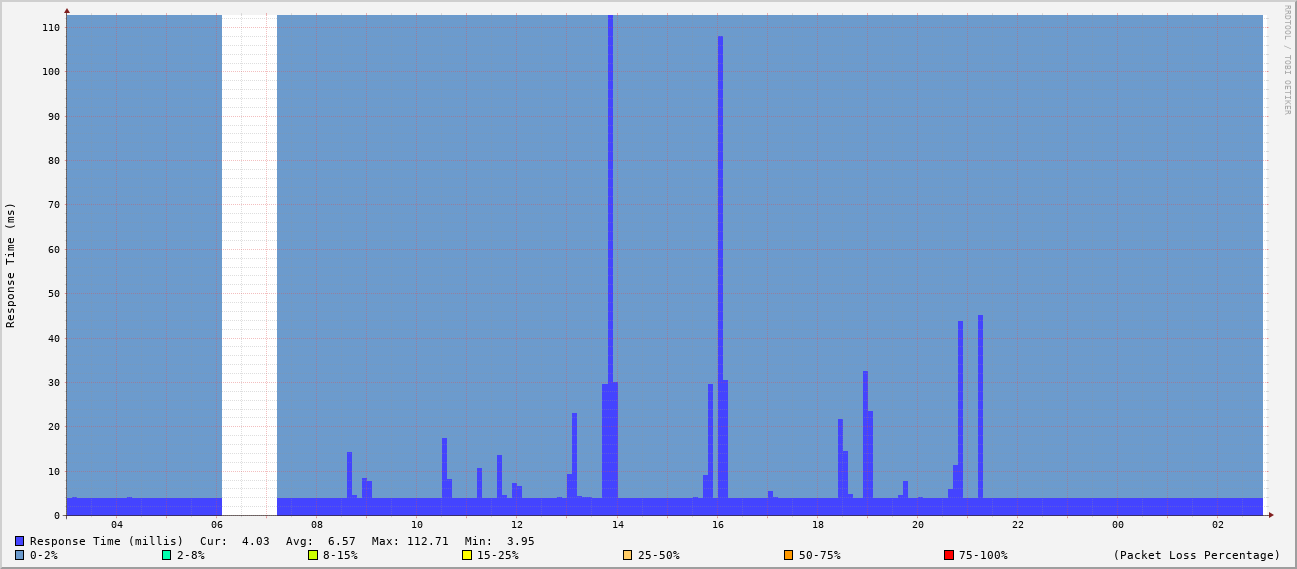 RRDTOOL / TOBI OETIKER
Response Time (ms)
110
100
90
80
70
60
50
40
30
20
10
0
04 06 08 10 12 14 16 18 20 22 00 02
Response Time (millis) Cur: 4.03 Avg: 6.57 Max: 112.71 Min: 3.95
0-2% 2-8% 8-15% 15-25% 25-50% 50-75% 75-100% (Packet Loss Percentage)